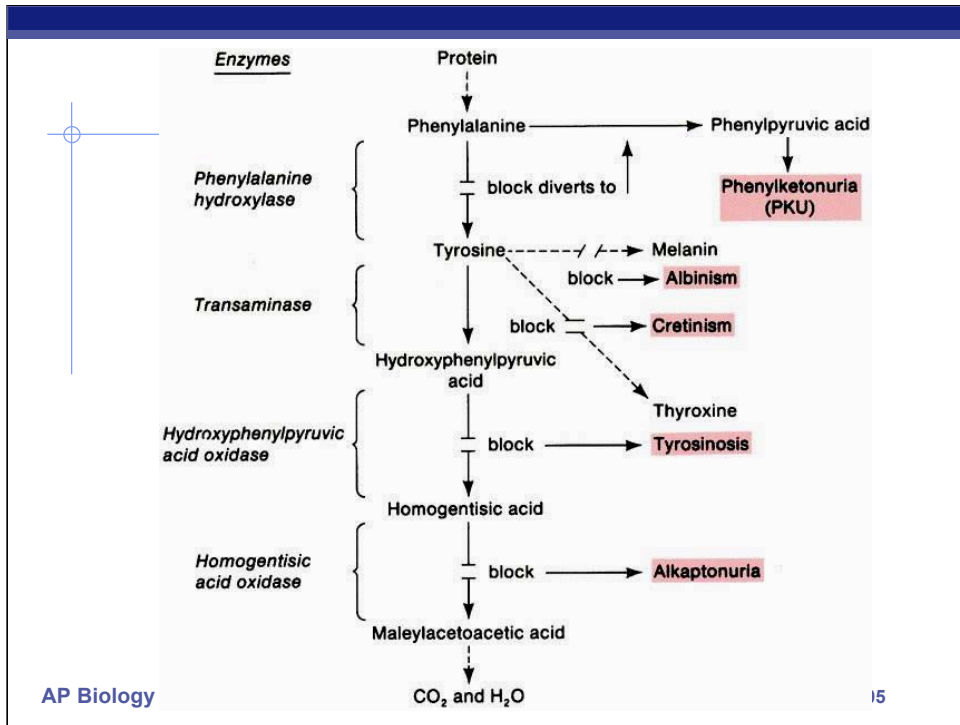 Enzymes
Protein
Phenylalanine
Phenylpyruvic acid
Phenylalanine
hydroxylase
block diverts to
Phenylketonuria
(PKU)
Tyrosine
Melanin
block
Albinism
Transaminase
block
Cretinism
Hydroxyphenylpyruvic
acid
Thyroxine
Hydroxyphenylpyruvic
acid oxidase
block
Tyrosinosis
Homogentisic acid
Homogentisic
acid oxidase
block
Alkaptonuria
Maleylacetoacetic acid
CO₂ and H₂O
AP Biology